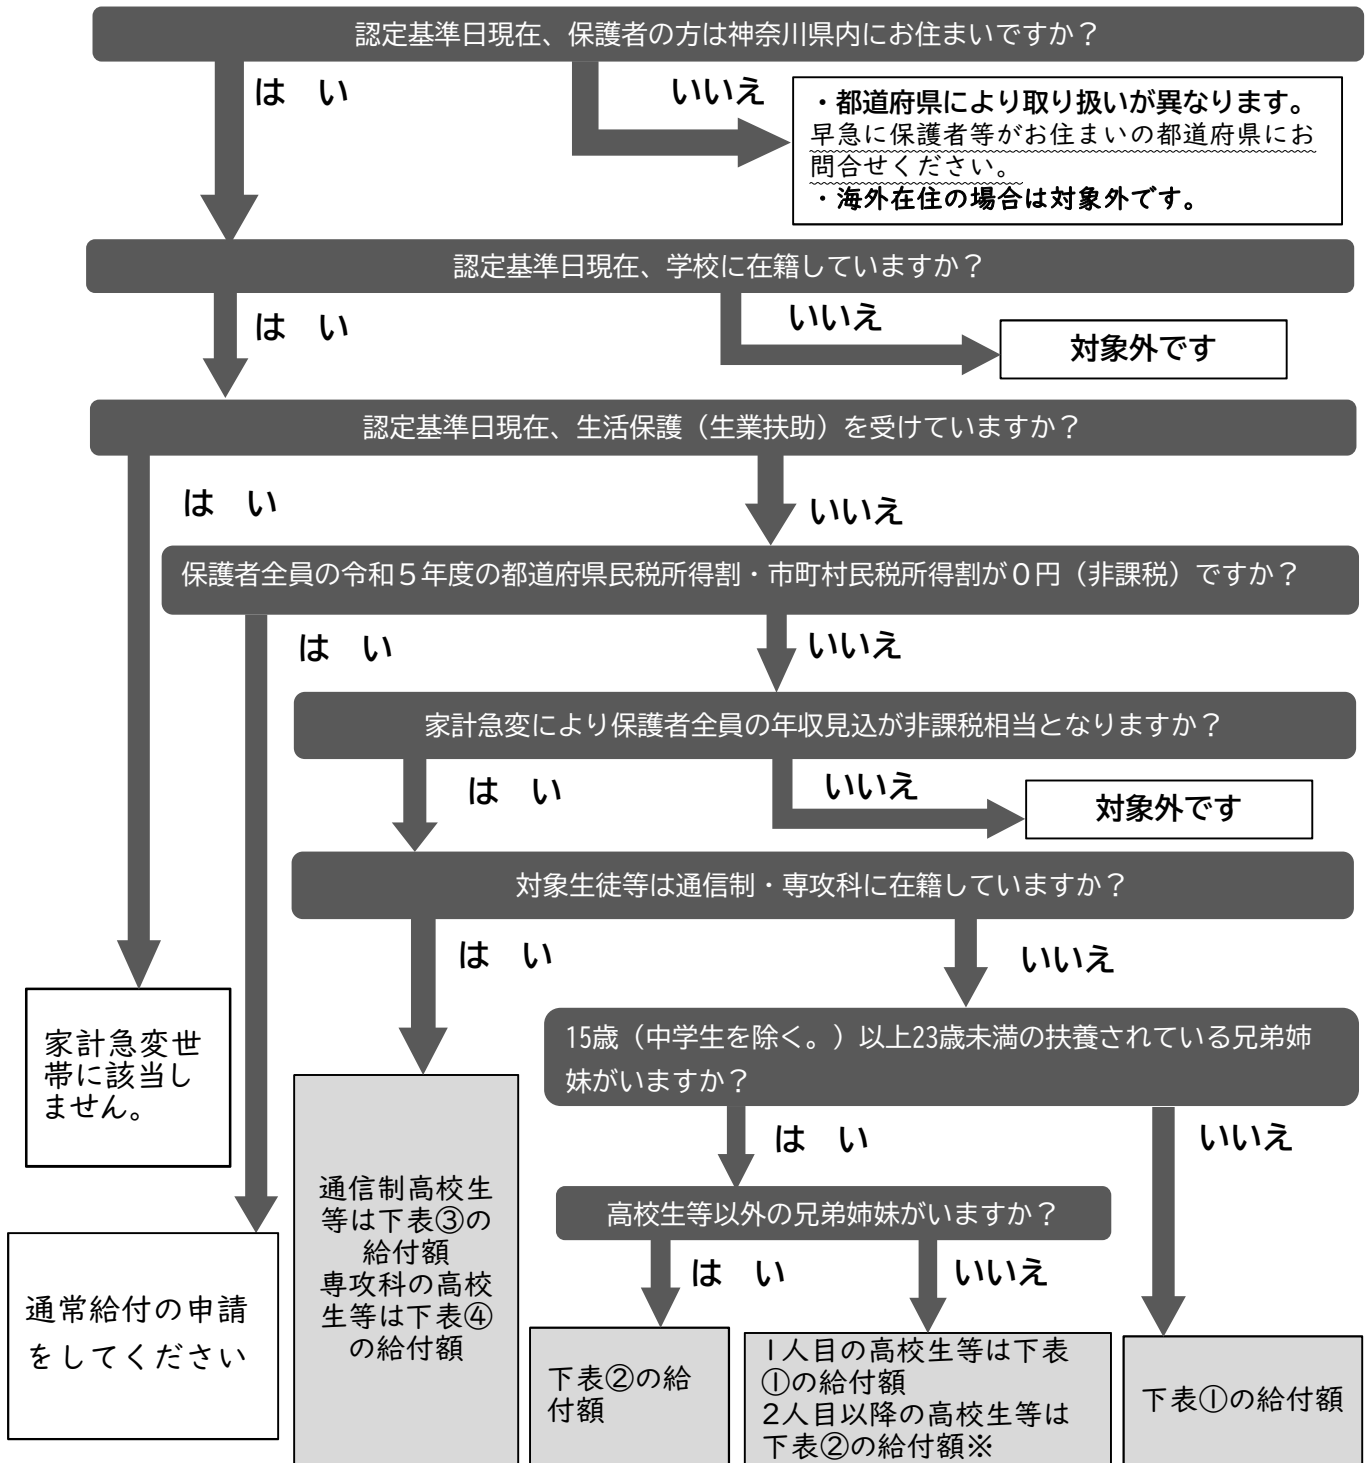 認定基準日現在、保護者の方は神奈川県内にお住まいですか？
は　い
いいえ
・都道府県により取り扱いが異なります。
早急に保護者等がお住まいの都道府県にお
問合せください。
・海外在住の場合は対象外です。
認定基準日現在、学校に在籍していますか？
は　い
いいえ
対象外です
認定基準日現在、生活保護（生業扶助）を受けていますか？
は　い
いいえ
保護者全員の令和５年度の都道府県民税所得割・市町村民税所得割が０円（非課税）ですか？
は　い
いいえ
家計急変により保護者全員の年収見込が非課税相当となりますか？
は　い
いいえ
対象外です
対象生徒等は通信制・専攻科に在籍していますか？
は　い
いいえ
家計急変世
帯に該当し
ません。
15歳（中学生を除く。）以上23歳未満の扶養されている兄弟姉
妹がいますか？
は　い
いいえ
通信制高校生
等は下表③の
給付額
専攻科の高校
生等は下表④
の給付額
高校生等以外の兄弟姉妹がいますか？
は　い
いいえ
通常給付の申請
をしてください
下表②の給
付額
1人目の高校生等は下表
①の給付額
2人目以降の高校生等は
下表②の給付額※
下表①の給付額